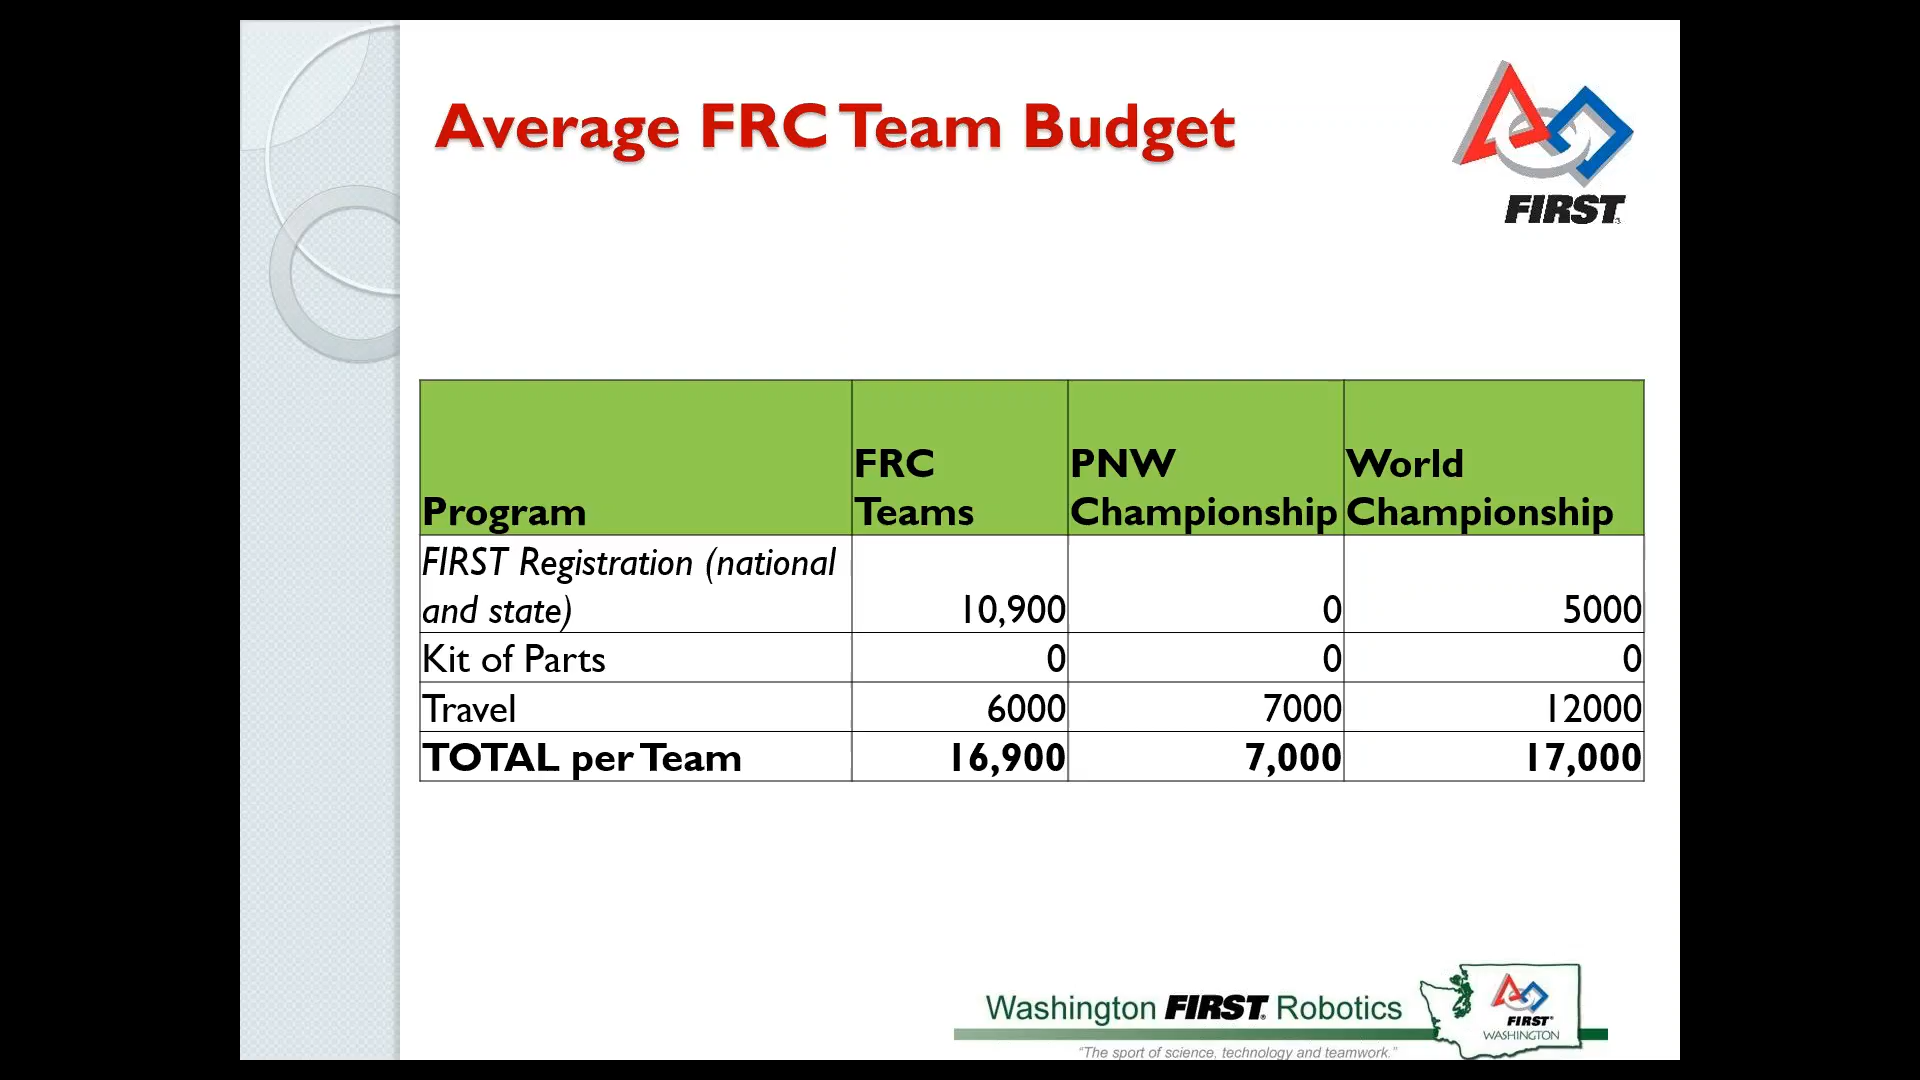 Average FRC Team Budget
FIRST
Program
FRC
Teams
PNW
Championship
World
Championship
FIRST Registration (national
and state)
10,900
0
5000
Kit of Parts
0
0
0
Travel
6000
7000
12000
TOTAL per Team
16,900
7,000
17,000
Washington FIRST® Robotics
FIRST®
WASHINGTON
"The sport of science, technology and teamwork."